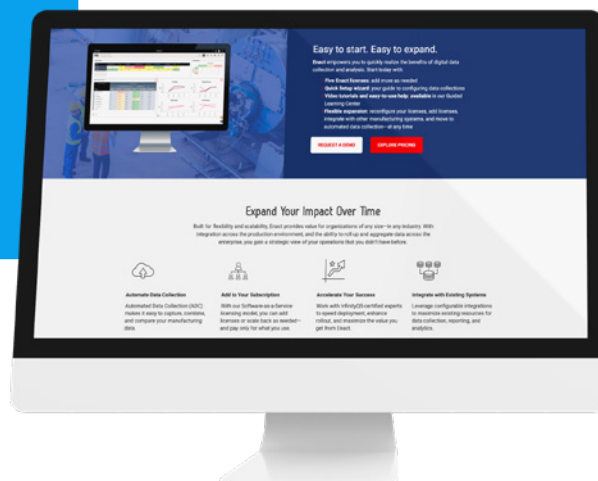 Easy to start. Easy to expand.
Enact empowers you to quickly realize the benefits of digital data
collection and analysis. Start today with:
Five Enact licenses: add more as needed
Quick Setup wizard: your guide to configuring data collections
Video tutorials and easy-to-use help: available in our Guided
Learning Center
Flexible expansion: reconfigure your licenses, add licenses,
integrate with other manufacturing systems, and move to
automated data collection—at any time
REQUEST A DEMO
EXPLORE PRICING
Expand Your Impact Over Time
Built for flexibility and scalability, Enact provides value for organizations of any size—in any industry. With
integration across the production environment, and the ability to roll up and aggregate data across the
enterprise, you gain a strategic view of your operations that you didn't have before.
Automate Data Collection
Automated Data Collection (ADC)
makes it easy to capture, combine,
and compare your manufacturing
data.
Add to Your Subscription
With our Software-as-a-Service
licensing model, you can add
licenses or scale back as needed—
and pay only for what you use.
Accelerate Your Success
Work with InfinityQS-certified experts
to speed deployment, enhance
rollout, and maximize the value you
get from Enact.
Integrate with Existing Systems
Leverage configurable integrations
to maximize existing resources for
data collection, reporting, and
analytics.